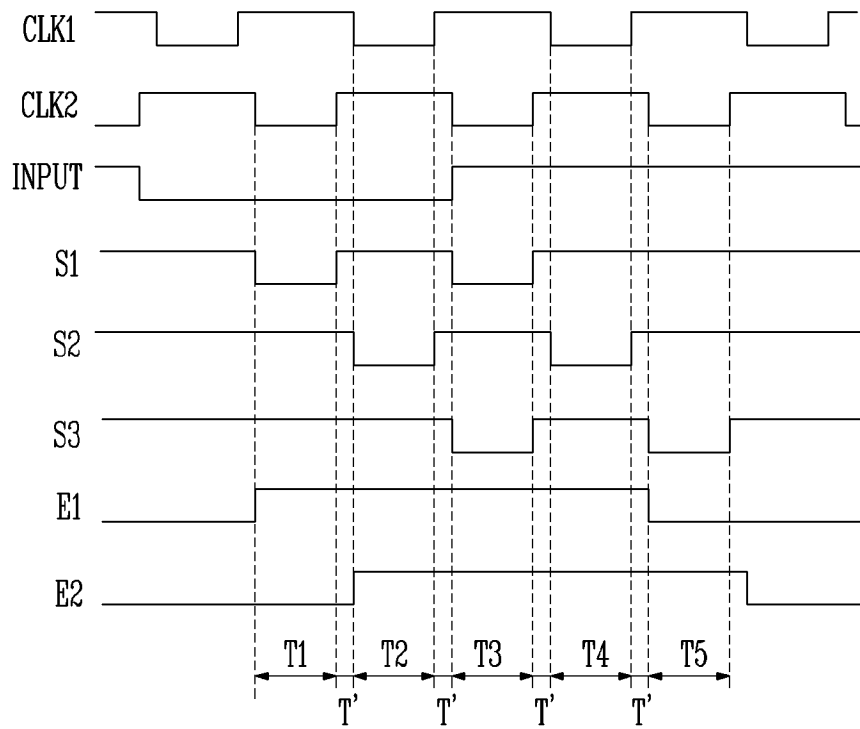 CLK1
CLK2
INPUT
S1
S2
S3
E1
E2
T1 T2 T3 T4 T5
T' T' T' T'